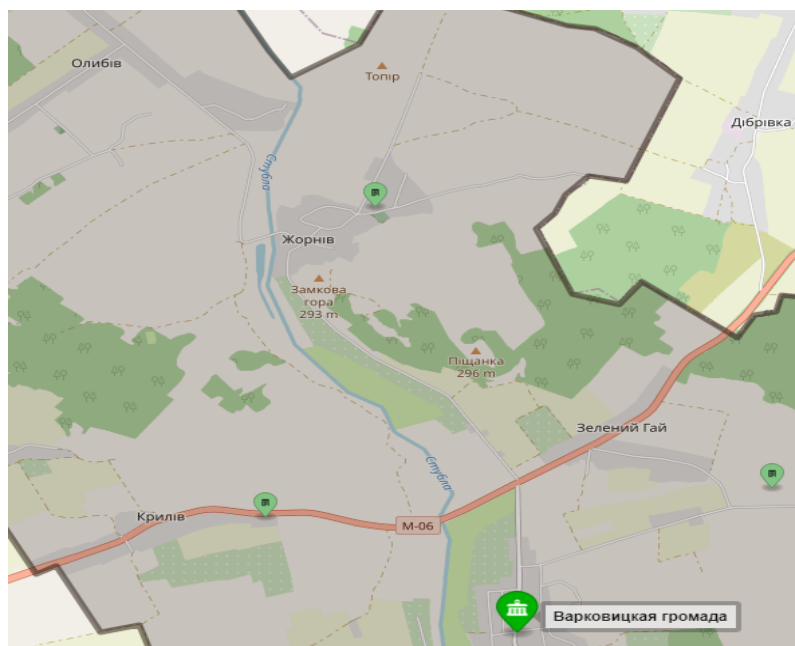 Олибів
Топір
Дібрівка
Стубла
Жорнів
Замкова
гора
293 m
Піщанка
296 m
Зелений Гай
Стубла
Крилів
М-06
Варковицкая громада